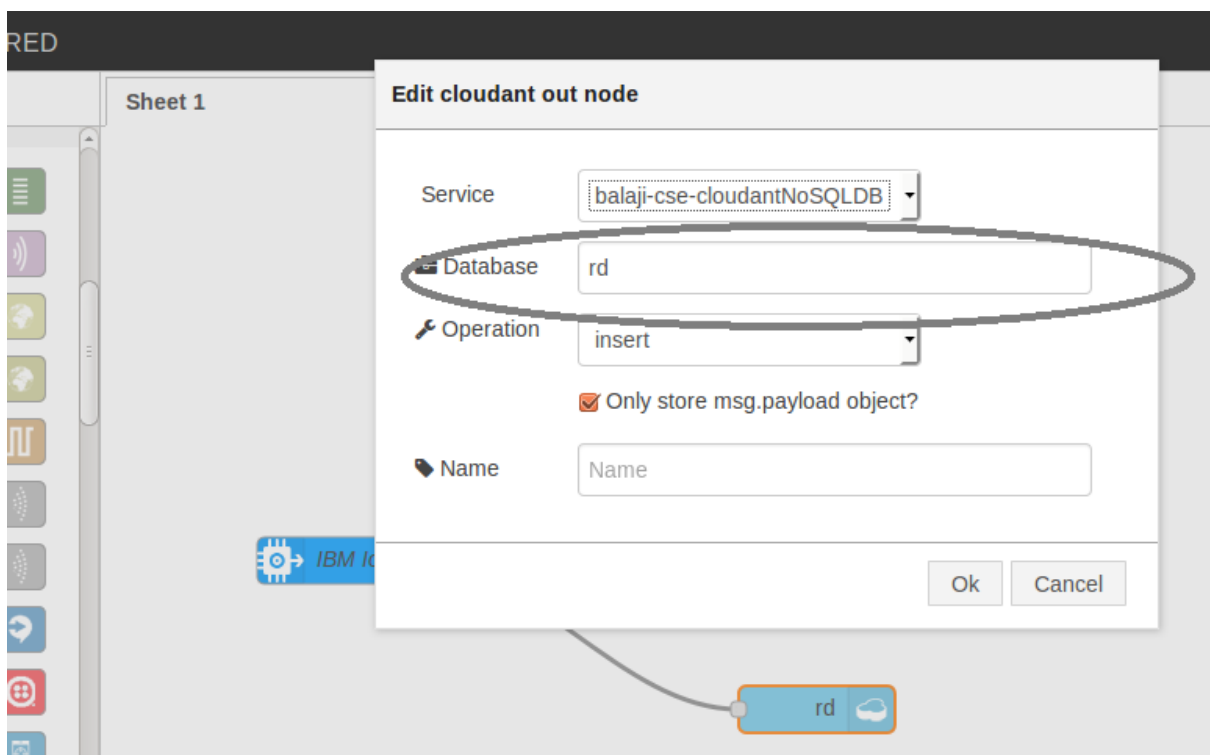 RED
Sheet 1
Edit cloudant out node
Service
balaji-cse-cloudantNoSQLDB
Database
rd
Operation
insert
Only store msg.payload object?
Name
Name
Ok
Cancel
IBM Io
rd